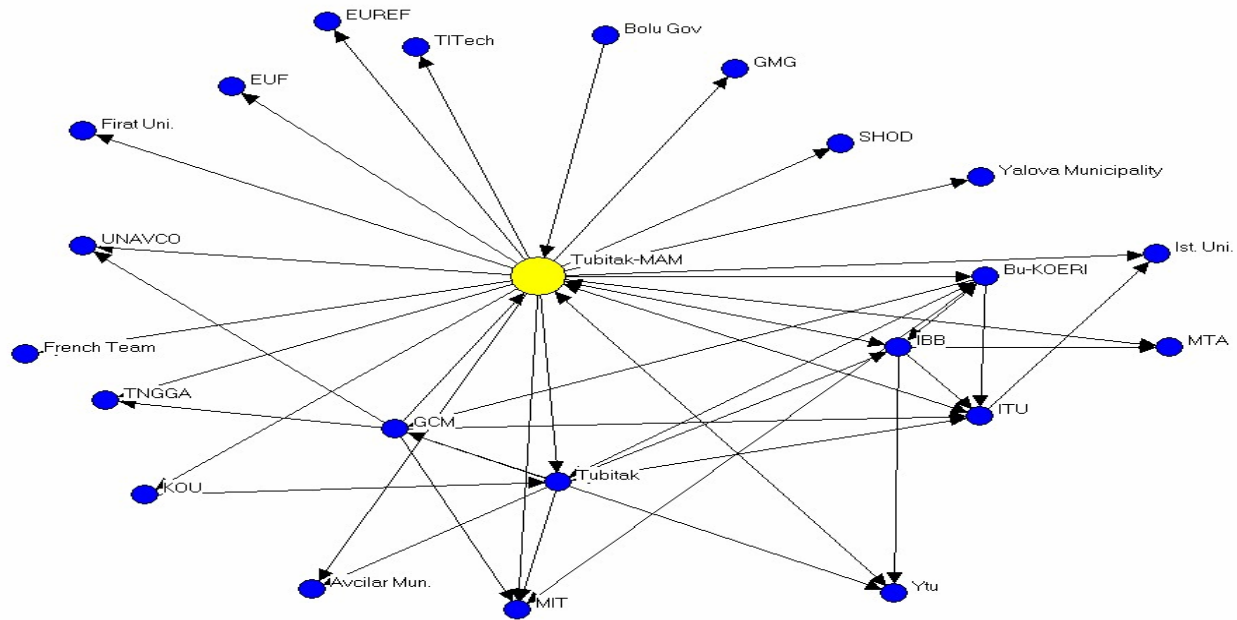 EUREF
TITech
Bolu Gov
GMG
EUF
Firat Uni.
SHOD
Yalova Municipality
UNAVCO
Tubitak-MAM
Ist. Uni.
Bu-KOERI
French Team
IBB
MTA
TNGGA
GCM
ITU
KOU
Tubitak
Avcilar Mun.
MIT
Ytu